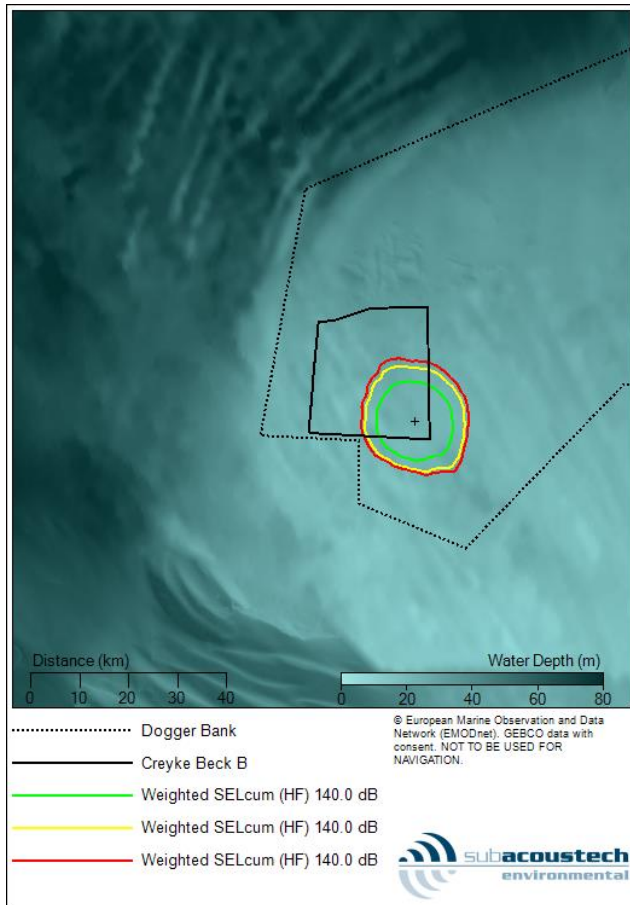 Distance (km)
0 10 20 30 40
Water Depth (m)
0 20 40 60 80
© European Marine Observation and Data
Network (EMODnet). GEBCO data with
consent. NOT TO BE USED FOR
NAVIGATION.
Dogger Bank
Creyke Beck B
Weighted SELcum (HF) 140.0 dB
Weighted SELcum (HF) 140.0 dB
Weighted SELcum (HF) 140.0 dB
subacoustech
environmental